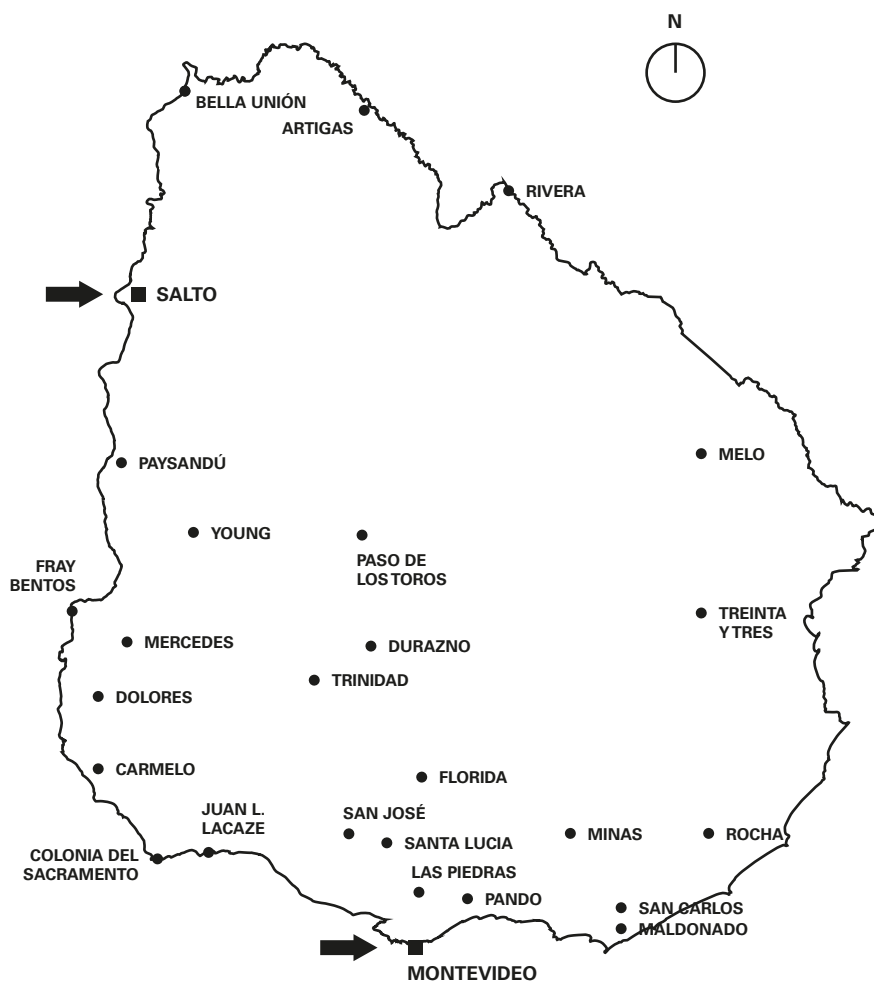 N
BELLA UNIÓN
ARTIGAS
RIVERA
SALTO
MELO
PAYSANDÚ
YOUNG
PASO DE
LOS TOROS
FRAY
BENTOS
TREINTA
Y TRES
MERCEDES
DURAZNO
TRINIDAD
DOLORES
CARMELO
FLORIDA
JUAN L.
LACAZE
SAN JOSÉ
SANTA LUCIA
MINAS
ROCHA
COLONIA DEL
SACRAMENTO
LAS PIEDRAS
PANDO
SAN CARLOS
MALDONADO
MONTEVIDEO